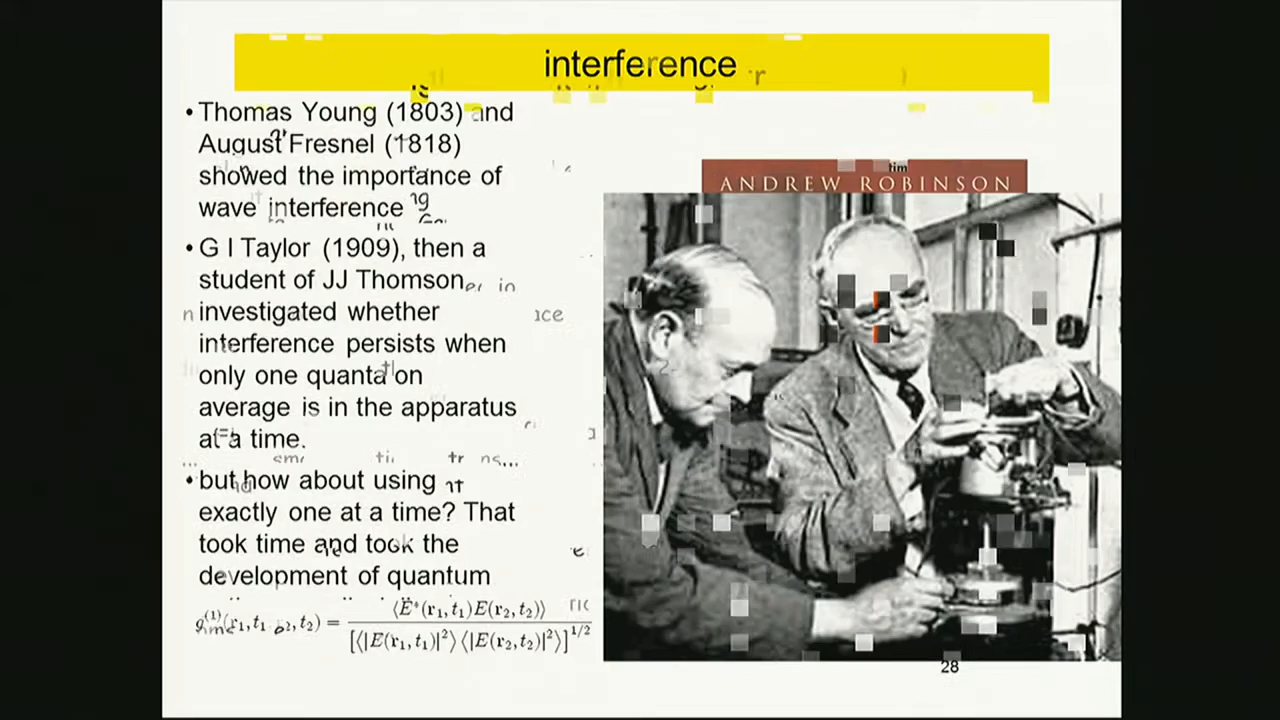 interference
• Thomas Young (1803) and
August Fresnel (1818)
showed the importance of
wave interference
• G I Taylor (1909), then a
student of JJ Thomson
investigated whether
interference persists when
only one quanta on
average is in the apparatus
at a time.
• but how about using
exactly one at a time? That
took time and took the
development of quantum
ANDREW ROBINSON
28